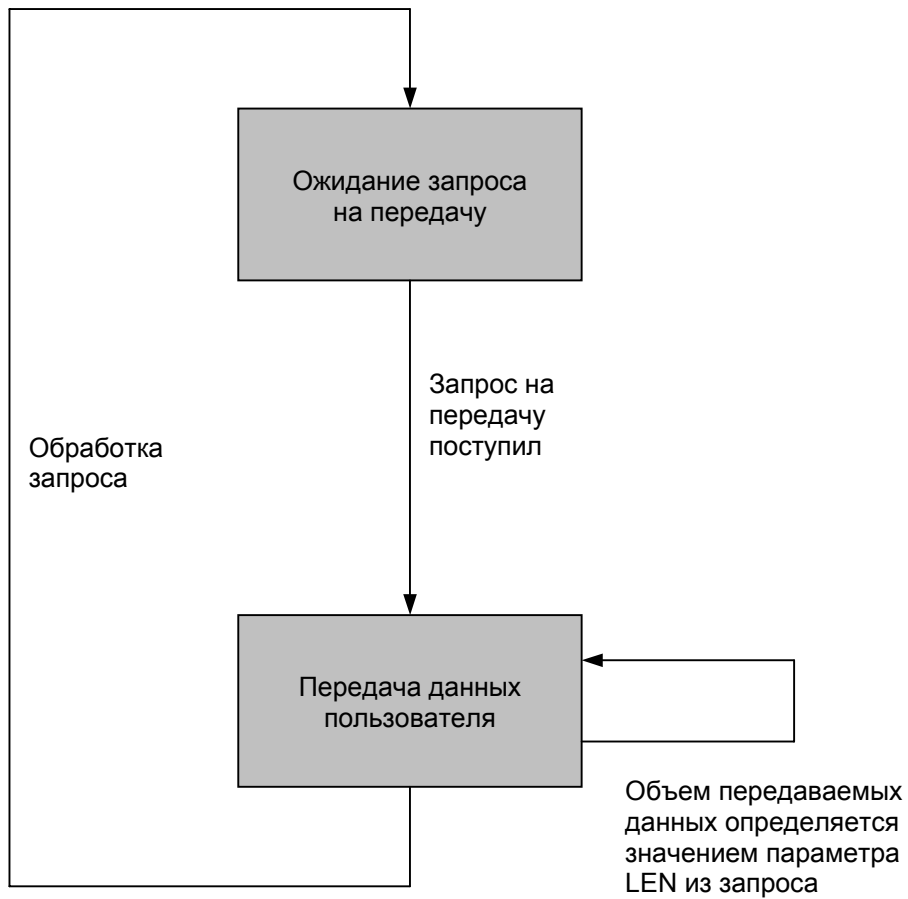 Ожидание запроса
на передачу
Запрос на
передачу
поступил
Обработка
запроса
Передача данных
пользователя
Объем передаваемых
данных определяется
значением параметра
LEN из запроса